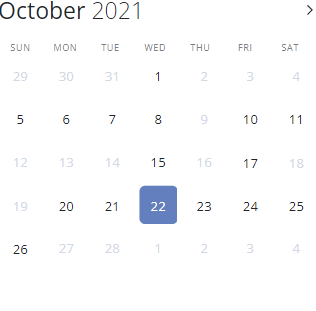 October 2021
SUN MON TUE WED THU FRI SAT
29 30 31 1 2 3 4
5 6 7 8 9 10 11
12 13 14 15 16 17 18
19 20 21 22 23 24 25
26 27 28 1 2 3 4